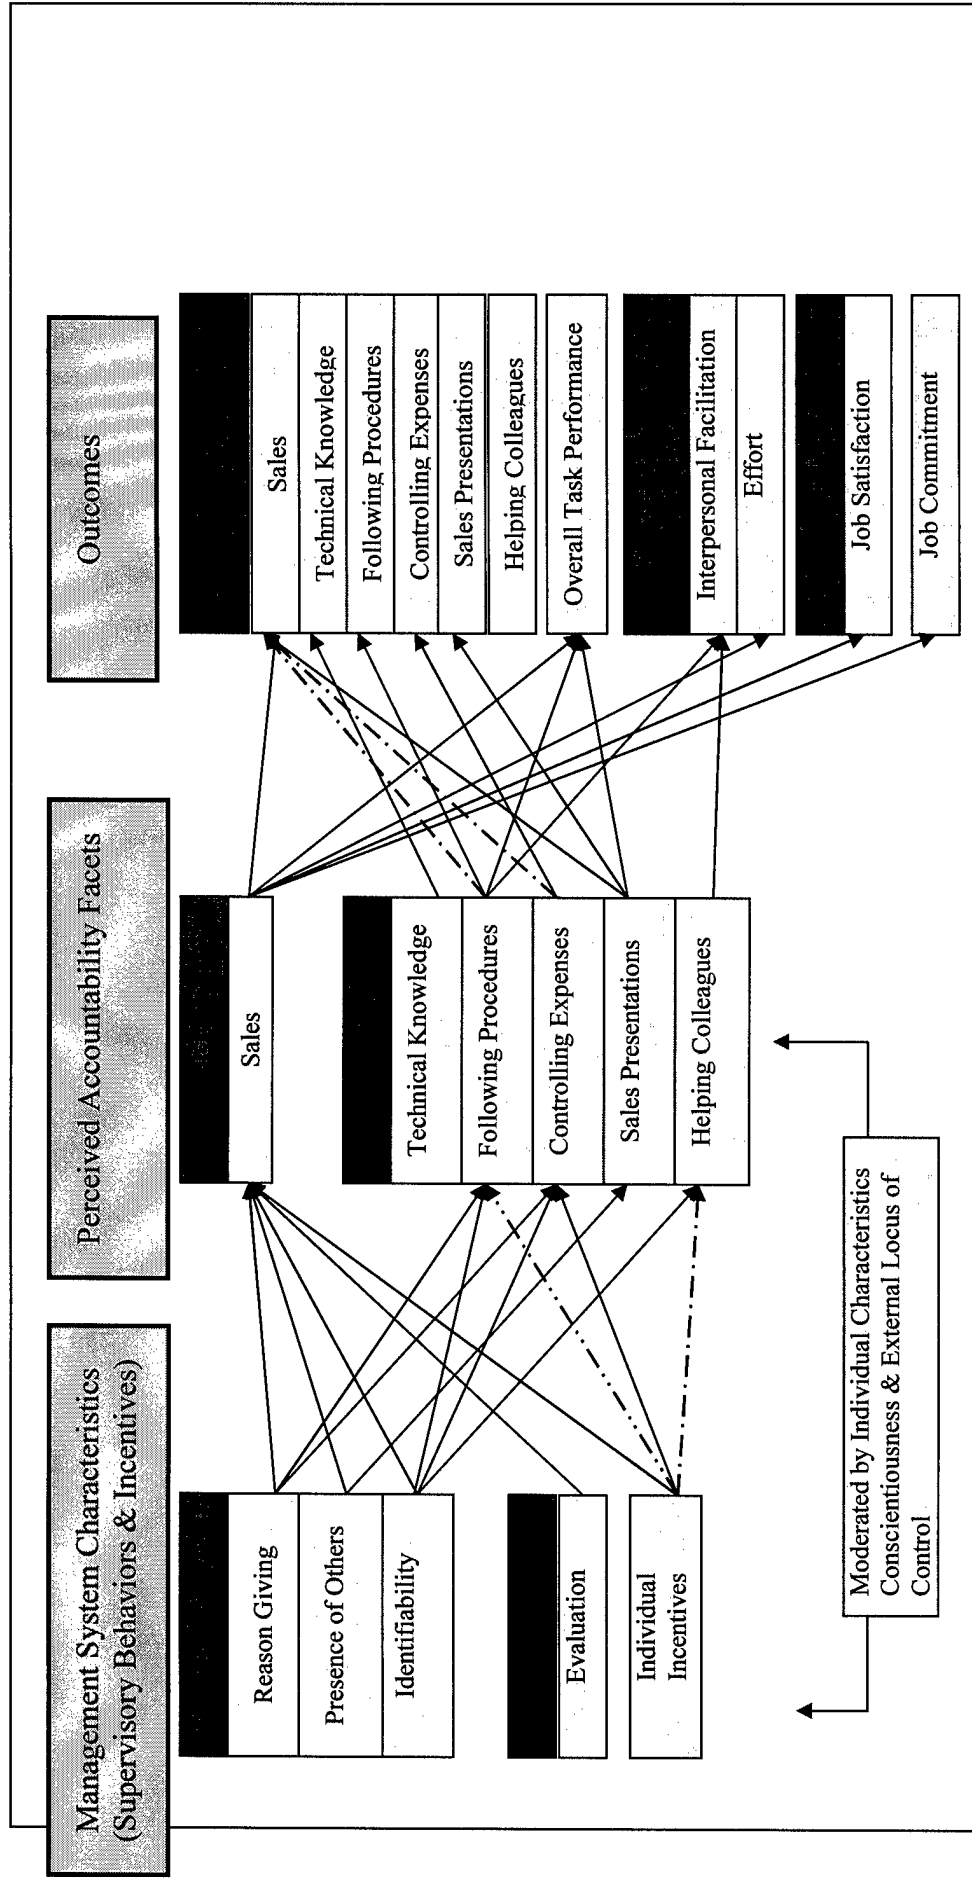 Management System Characteristics
(Supervisory Behaviors & Incentives)
Reason Giving
Presence of Others
Identifiability
Evaluation
Individual
Incentives
Perceived Accountability Facets
Sales
Technical Knowledge
Following Procedures
Controlling Expenses
Sales Presentations
Helping Colleagues
Outcomes
Sales
Technical Knowledge
Following Procedures
Controlling Expenses
Sales Presentations
Helping Colleagues
Overall Task Performance
Interpersonal Facilitation
Effort
Job Satisfaction
Job Commitment
Moderated by Individual Characteristics
Conscientiousness & External Locus of
Control